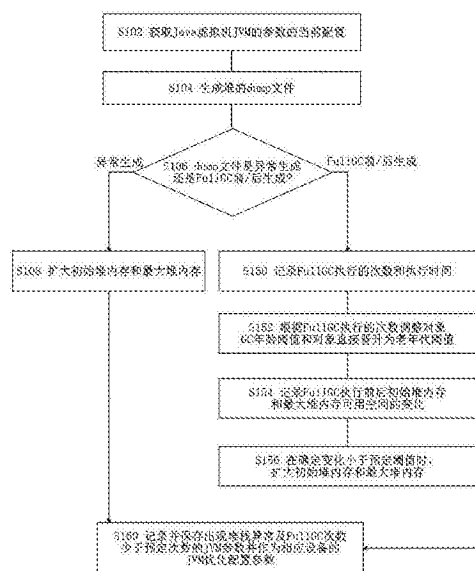 S102 获取Java虚拟机JVM的参数的当前配置
S104 生成堆的dump文件
异常生成
S106 dump文件是异常生成
还是FullGC前/后生成?
FullGC前/后生成
S108 扩大初始堆内存和最大堆内存
S150 记录FullGC执行的次数和执行时间
S152 根据FullGC执行的次数调整对象
GC年龄阈值和对象直接晋升为老年代阈值
S154 记录FullGC执行前后初始堆内存
和最大堆内存可用空间的变化
S156 在确定变化小于预定阈值时,
扩大初始堆内存和最大堆内存
S160 记录并保存出现堆栈异常及FullGC次数
少于预定次数的JVM参数并作为相应设备的
JVM优化配置参数